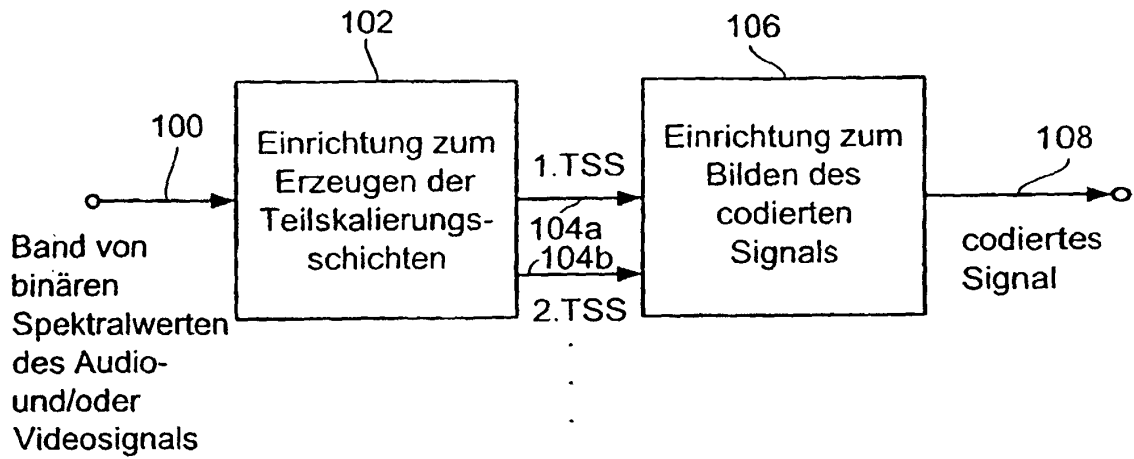 102
106
100
108
Einrichtung zum
Erzeugen der
Teilskalierungs-
schichten
1.TSS
104a
104b
2.TSS
Einrichtung zum
Bilden des
codierten
Signals
codiertes
Signal
Band von
binären
Spektralwerten
des Audio-
und/oder
Videosignals